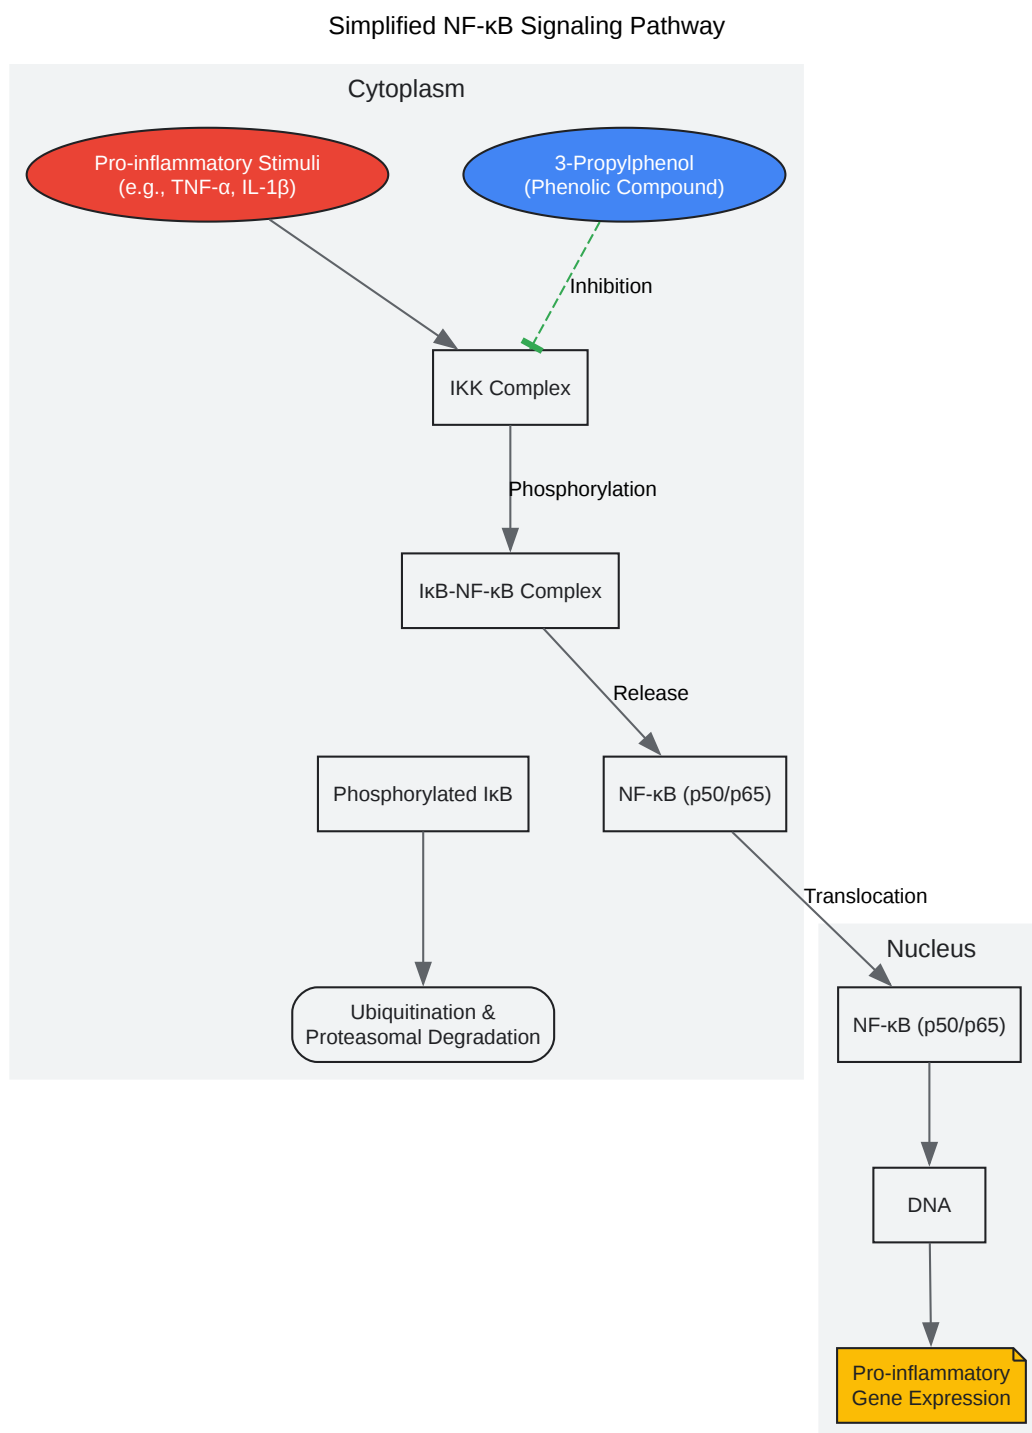 Simplified NF-κB Signaling Pathway
Cytoplasm
Pro-inflammatory Stimuli
(e.g., TNF-α, IL-1β)
3-Propylphenol
(Phenolic Compound)
Inhibition
IKK Complex
Phosphorylation
IκB-NF-κB Complex
Release
Phosphorylated IκB
NF-κB (p50/p65)
Translocation
Nucleus
Ubiquitination &
Proteasomal Degradation
NF-κB (p50/p65)
DNA
Pro-inflammatory
Gene Expression